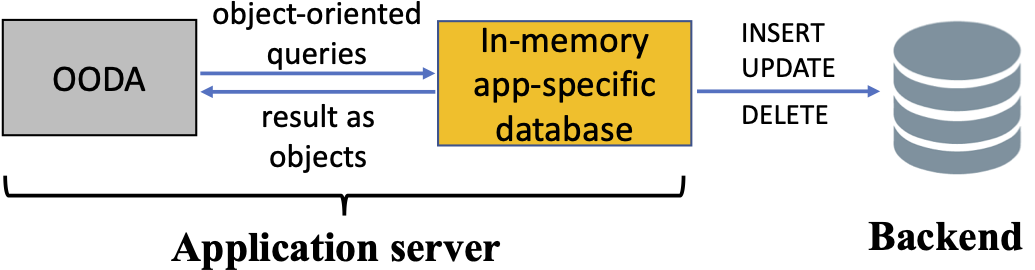 OODA
object-oriented
queries
result as
objects
In-memory
app-specific
database
INSERT
UPDATE
DELETE
Application server
Backend